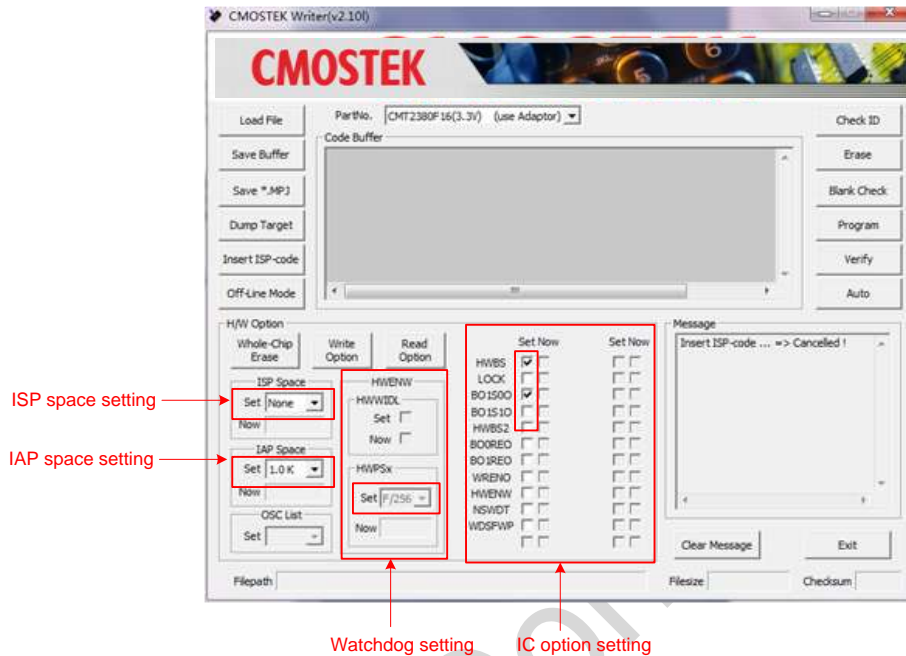 CMOSTEK Writer(v2.10l)
CMOSTEK
Load File
PartNo. CMT2380F16(3.3V) (use Adaptor)
Check ID
Code Buffer
Save Buffer
Erase
Save *.MPJ
Blank Check
Dump Target
Program
Insert ISP-code
Verify
Off-Line Mode
Auto
H/W Option
Whole-Chip Erase
Write Option
Read Option
Set Now
Set Now
Message
Insert ISP-code ... => Cancelled !
ISP Space
Set None
Now
IAP Space
Set 1.0 K
Now
OSC List
Set
HWENW
HWWIDL
Set
Now
HWPSx
Set F/256
Now
HWBS
LOCK
BO1S0O
BO1S1O
HWBS2
BO0REO
BO1REO
WRENO
HWENW
NSWDT
WDSFWP
Clear Message
Exit
Filepath
Filesize
Checksum
ISP space setting
IAP space setting
Watchdog setting
IC option setting